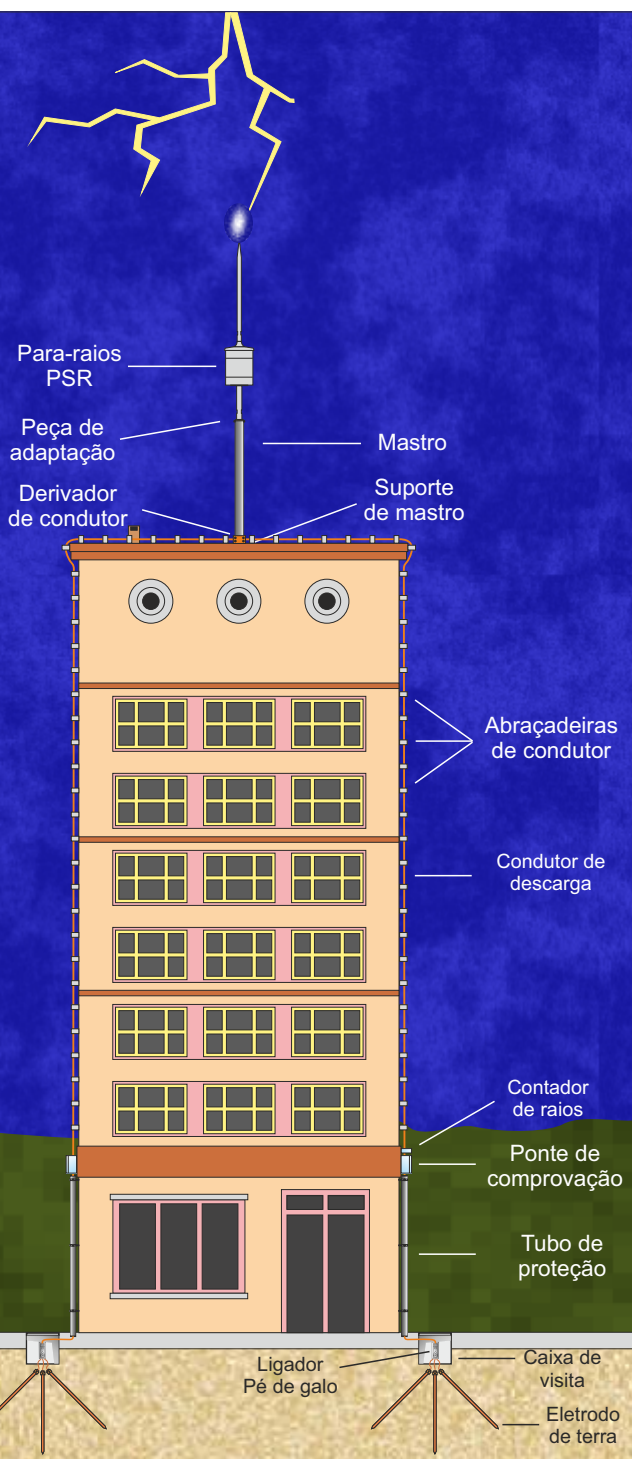 Para-raios
PSR
Peça de
adaptação
Mastro
Derivador
de condutor
Suporte
de mastro
Abraçadeiras
de condutor
Condutor de
descarga
Contador
de raios
Ponte de
comprovação
Tubo de
proteção
Ligador
Pé de galo
Caixa de
visita
Eletrodo
de terra